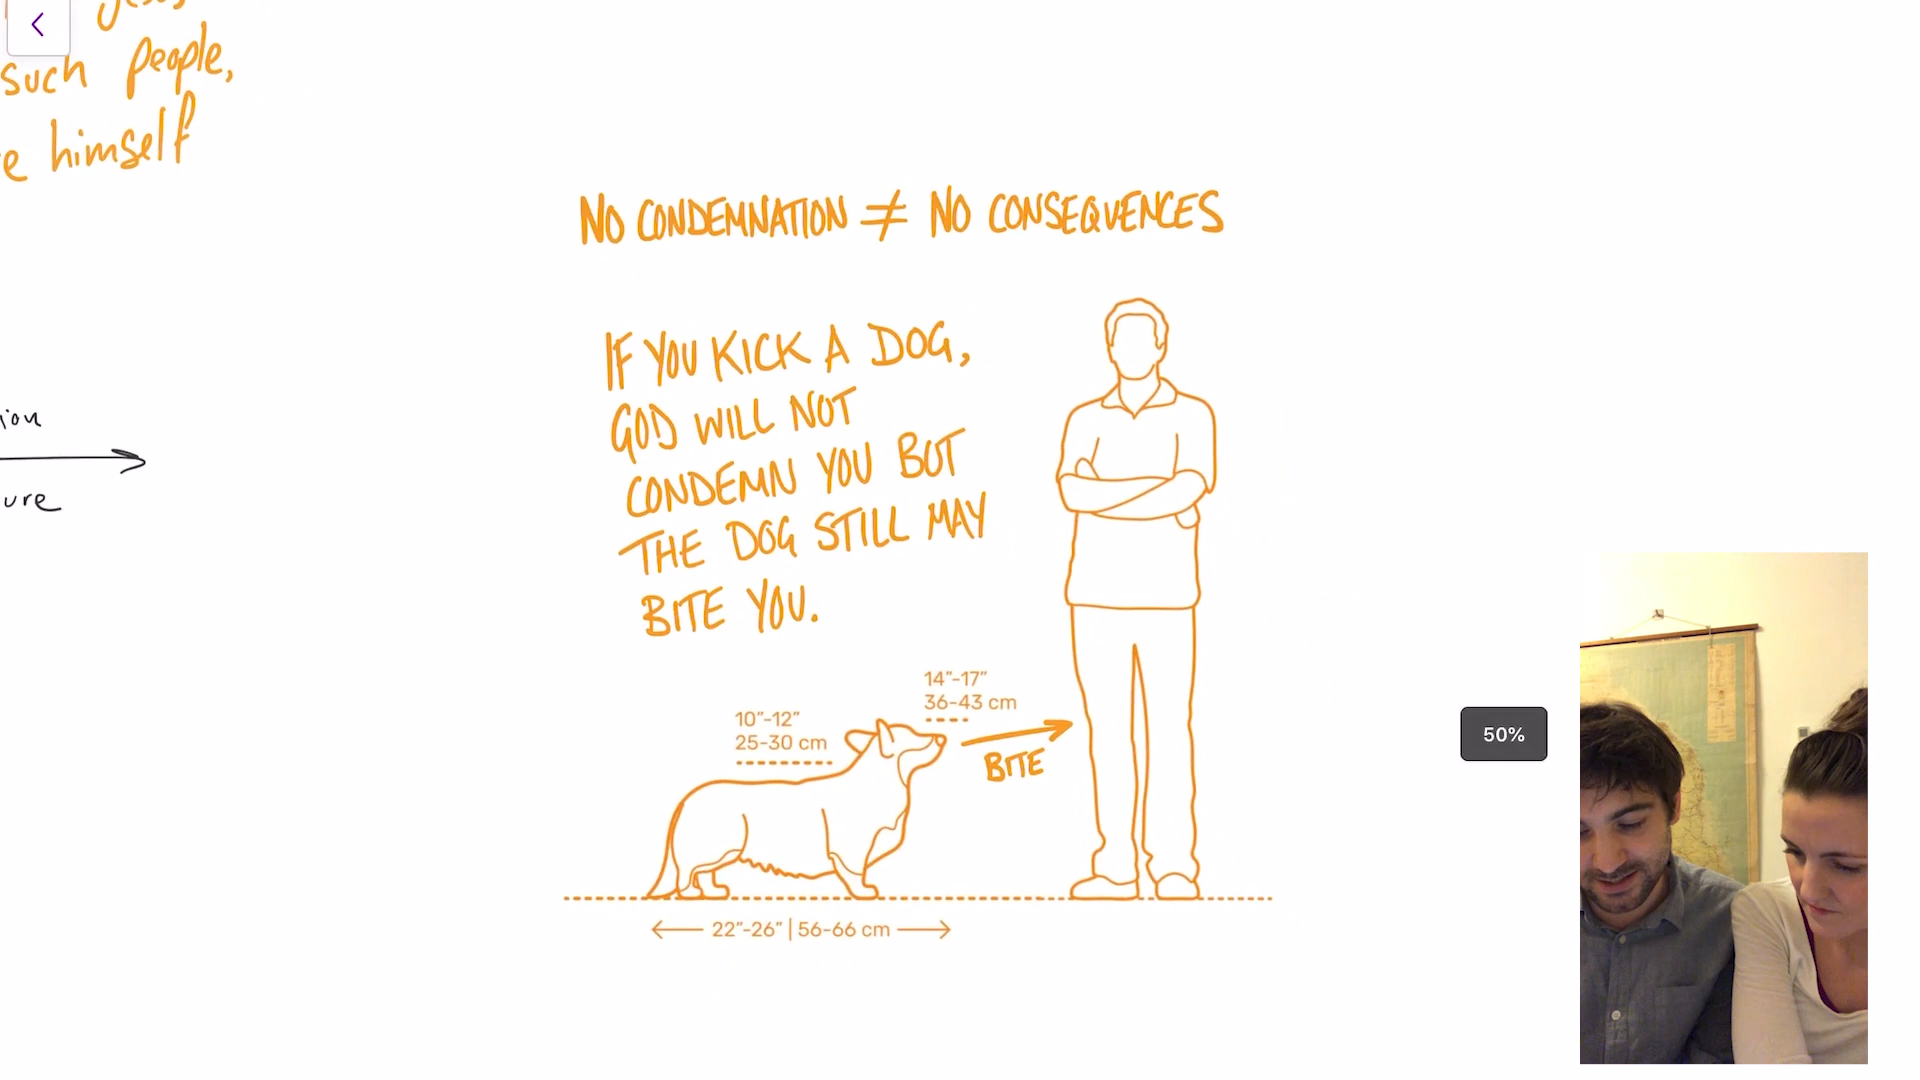 such people,
e himself
NO CONDEMNATION ≠ NO CONSEQUENCES
IF YOU KICK A DOG,
GOD WILL NOT
CONDEMN YOU BUT
THE DOG STILL MAY
BITE YOU.
ion
ure
14”-17”
36-43 cm
10”-12”
25-30 cm
BITE
22”-26” | 56-66 cm
50%